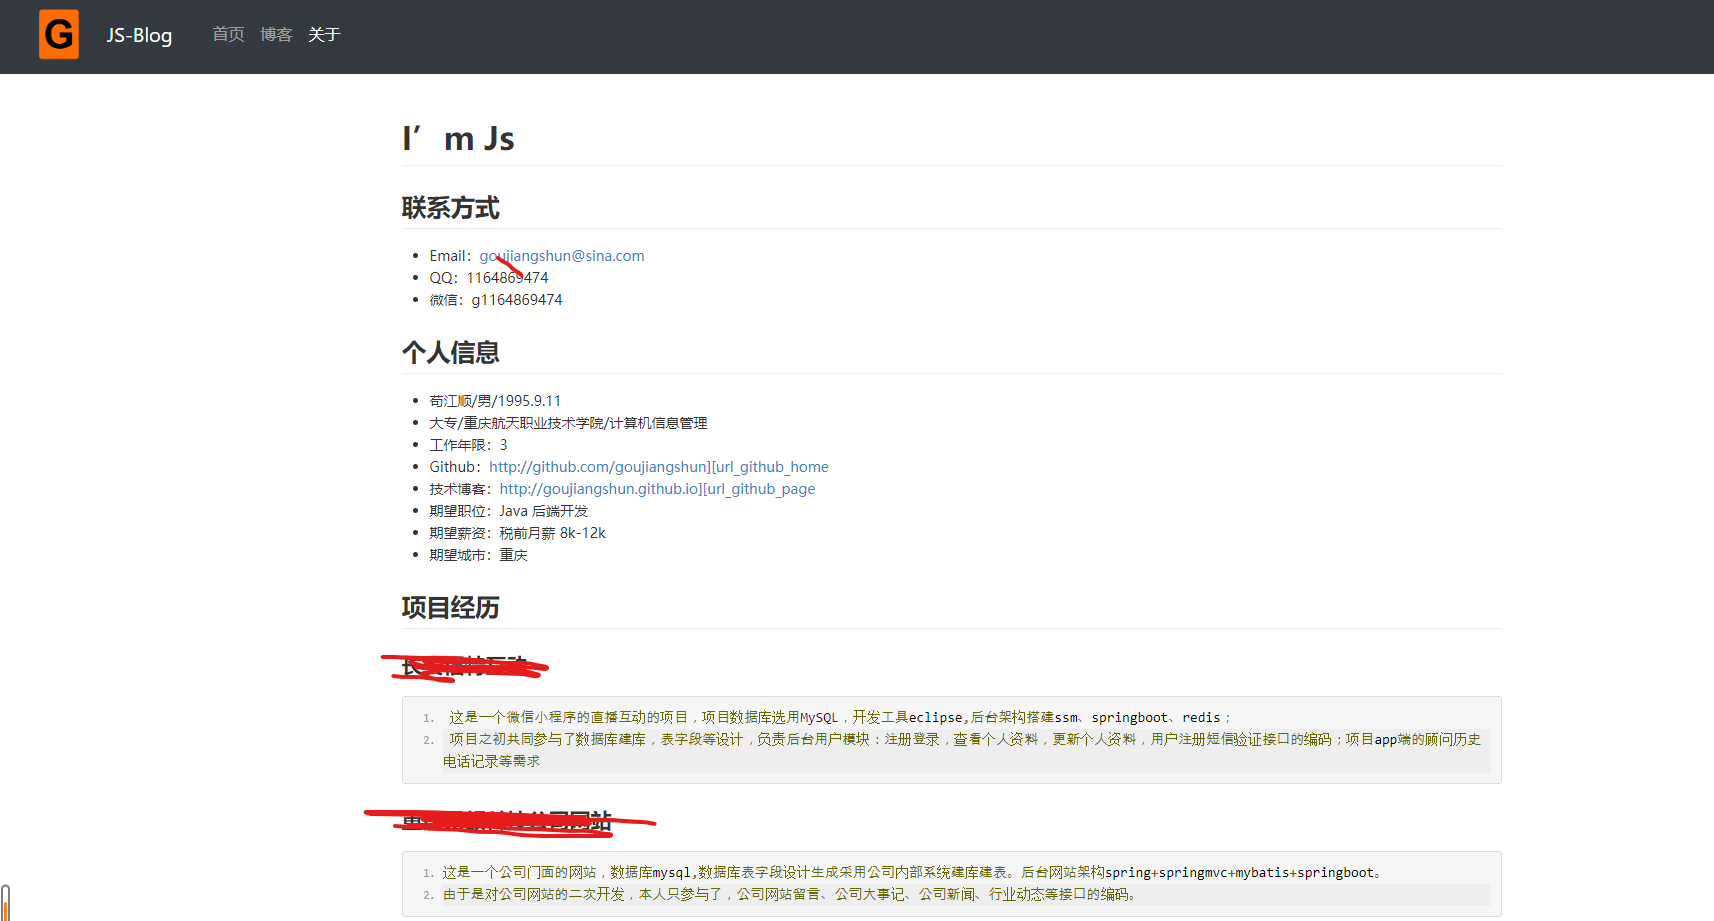 G JS-Blog 首页 博客 关于
I’m Js
联系方式
Email：goujiangshun@sina.com
QQ：1164869474
微信：g1164869474
个人信息
苟江顺/男/1995.9.11
大专/重庆航天职业技术学院/计算机信息管理
工作年限：3
Github：http://github.com/goujiangshun][url_github_home
技术博客：http://goujiangshun.github.io][url_github_page
期望职位：Java 后端开发
期望薪资：税前月薪 8k-12k
期望城市：重庆
项目经历
1. 这是一个微信小程序的直播互动的项目，项目数据库选用MySQL，开发工具eclipse,后台架构搭建ssm、springboot、redis；
2. 项目之初共同参与了数据库建库，表字段等设计，负责后台用户模块：注册登录，查看个人资料，更新个人资料，用户注册短信验证接口的编码；项目app端的顾问历史
电话记录等需求
公司网站
1. 这是一个公司门面的网站，数据库mysql,数据库表字段设计生成采用公司内部系统建库建表。后台网站架构spring+springmvc+mybatis+springboot。
2. 由于是对公司网站的二次开发，本人只参与了，公司网站留言、公司大事记、公司新闻、行业动态等接口的编码。